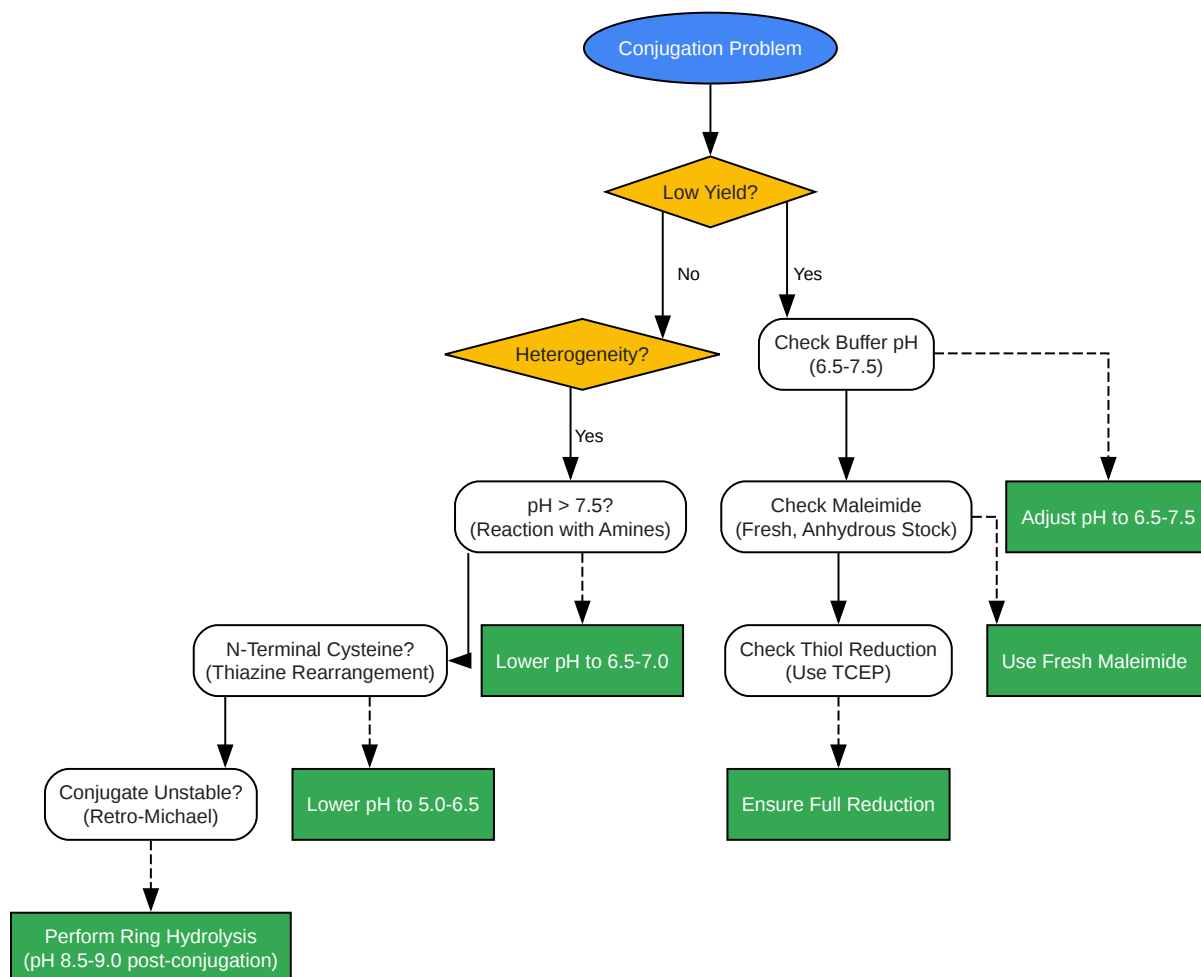 Conjugation Problem
Low Yield?
No
Yes
Heterogeneity?
Check Buffer pH
(6.5-7.5)
Yes
pH > 7.5?
(Reaction with Amines)
Check Maleimide
(Fresh, Anhydrous Stock)
Adjust pH to 6.5-7.5
N-Terminal Cysteine?
(Thiazine Rearrangement)
Lower pH to 6.5-7.0
Check Thiol Reduction
(Use TCEP)
Use Fresh Maleimide
Conjugate Unstable?
(Retro-Michael)
Lower pH to 5.0-6.5
Ensure Full Reduction
Perform Ring Hydrolysis
(pH 8.5-9.0 post-conjugation)